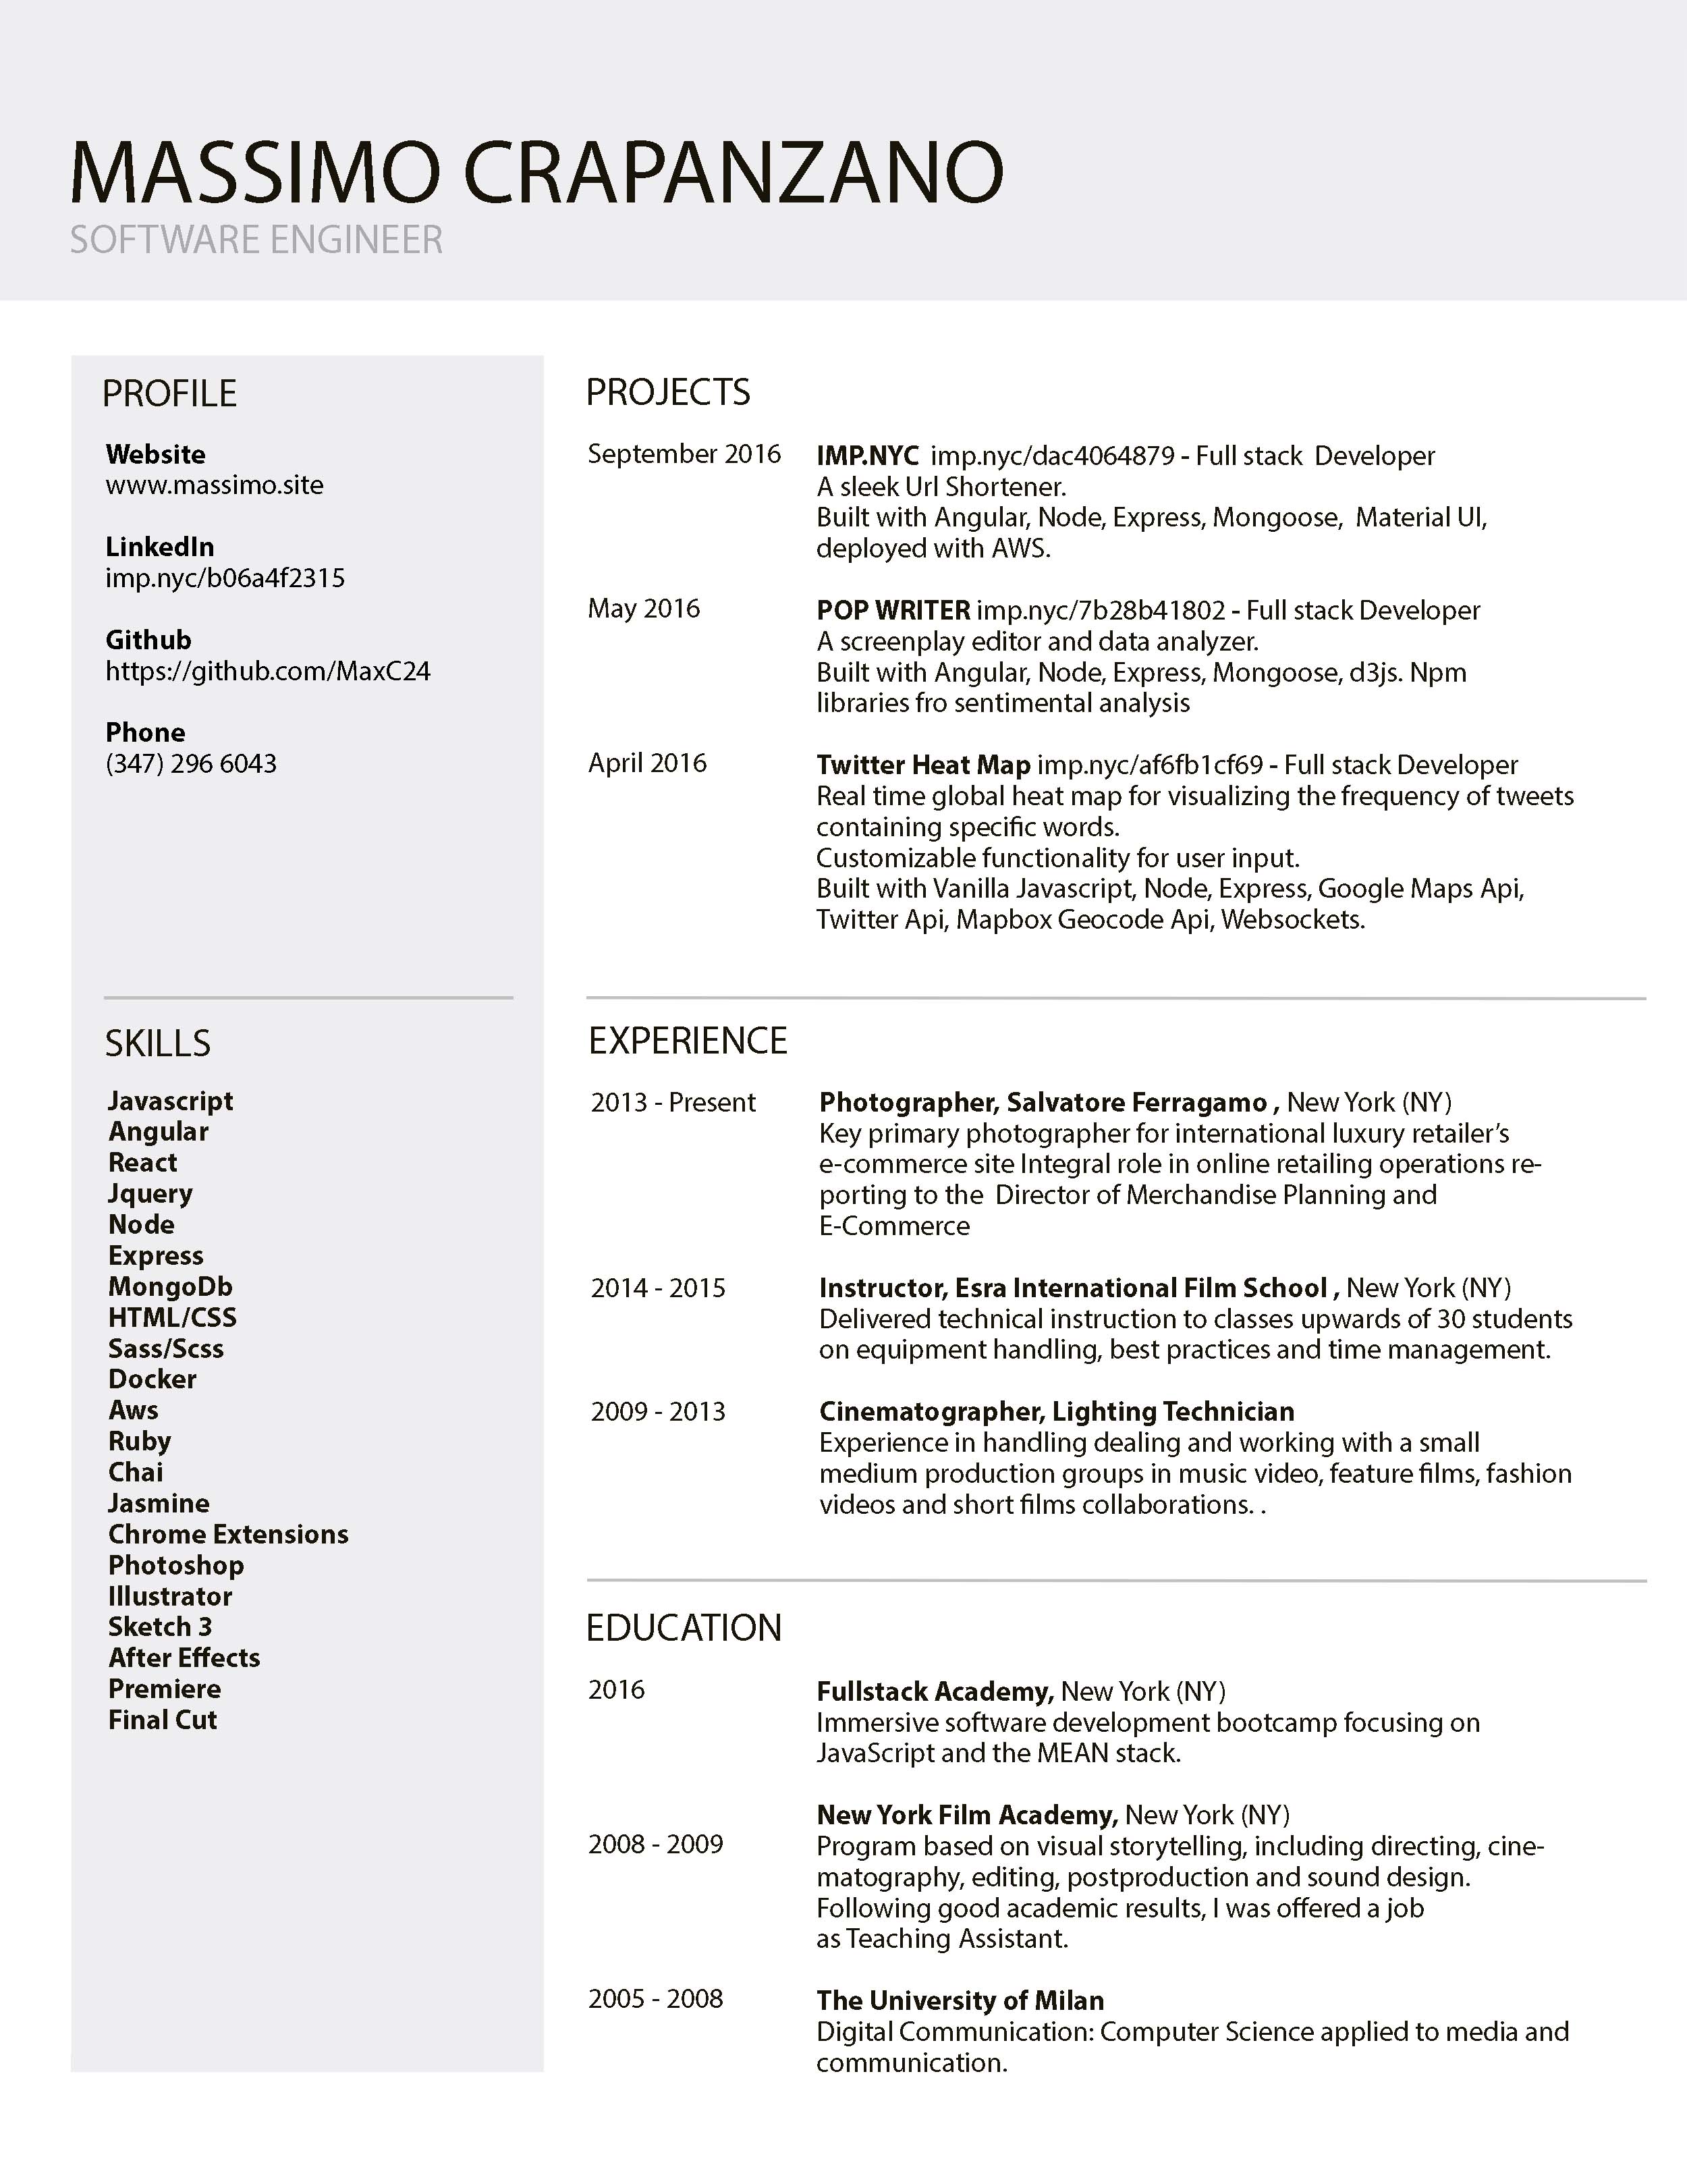 MASSIMO CRAPANZANO
SOFTWARE ENGINEER
PROFILE
Website
www.massimo.site
LinkedIn
imp.nyc/b06a4f2315
Github
https://github.com/MaxC24
Phone
(347) 296 6043
SKILLS
Javascript
Angular
React
Jquery
Node
Express
MongoDb
HTML/CSS
Sass/Scss
Docker
Aws
Ruby
Chai
Jasmine
Chrome Extensions
Photoshop
Illustrator
Sketch 3
After Effects
Premiere
Final Cut
PROJECTS
September 2016 IMP.NYC imp.nyc/dac4064879 - Full stack Developer
A sleek Url Shortener.
Built with Angular, Node, Express, Mongoose, Material UI,
deployed with AWS.
May 2016 POP WRITER imp.nyc/7b28b41802 - Full stack Developer
A screenplay editor and data analyzer.
Built with Angular, Node, Express, Mongoose, d3js. Npm
libraries fro sentimental analysis
April 2016 Twitter Heat Map imp.nyc/af6fb1cf69 - Full stack Developer
Real time global heat map for visualizing the frequency of tweets
containing specific words.
Customizable functionality for user input.
Built with Vanilla Javascript, Node, Express, Google Maps Api,
Twitter Api, Mapbox Geocode Api, Websockets.
EXPERIENCE
2013 - Present Photographer, Salvatore Ferragamo , New York (NY)
Key primary photographer for international luxury retailer’s
e-commerce site Integral role in online retailing operations re-
porting to the Director of Merchandise Planning and
E-Commerce
2014 - 2015 Instructor, Esra International Film School , New York (NY)
Delivered technical instruction to classes upwards of 30 students
on equipment handling, best practices and time management.
2009 - 2013 Cinematographer, Lighting Technician
Experience in handling dealing and working with a small
medium production groups in music video, feature films, fashion
videos and short films collaborations. .
EDUCATION
2016 Fullstack Academy, New York (NY)
Immersive software development bootcamp focusing on
JavaScript and the MEAN stack.
New York Film Academy, New York (NY)
2008 - 2009 Program based on visual storytelling, including directing, cine-
matography, editing, postproduction and sound design.
Following good academic results, I was offered a job
as Teaching Assistant.
2005 - 2008 The University of Milan
Digital Communication: Computer Science applied to media and
communication.